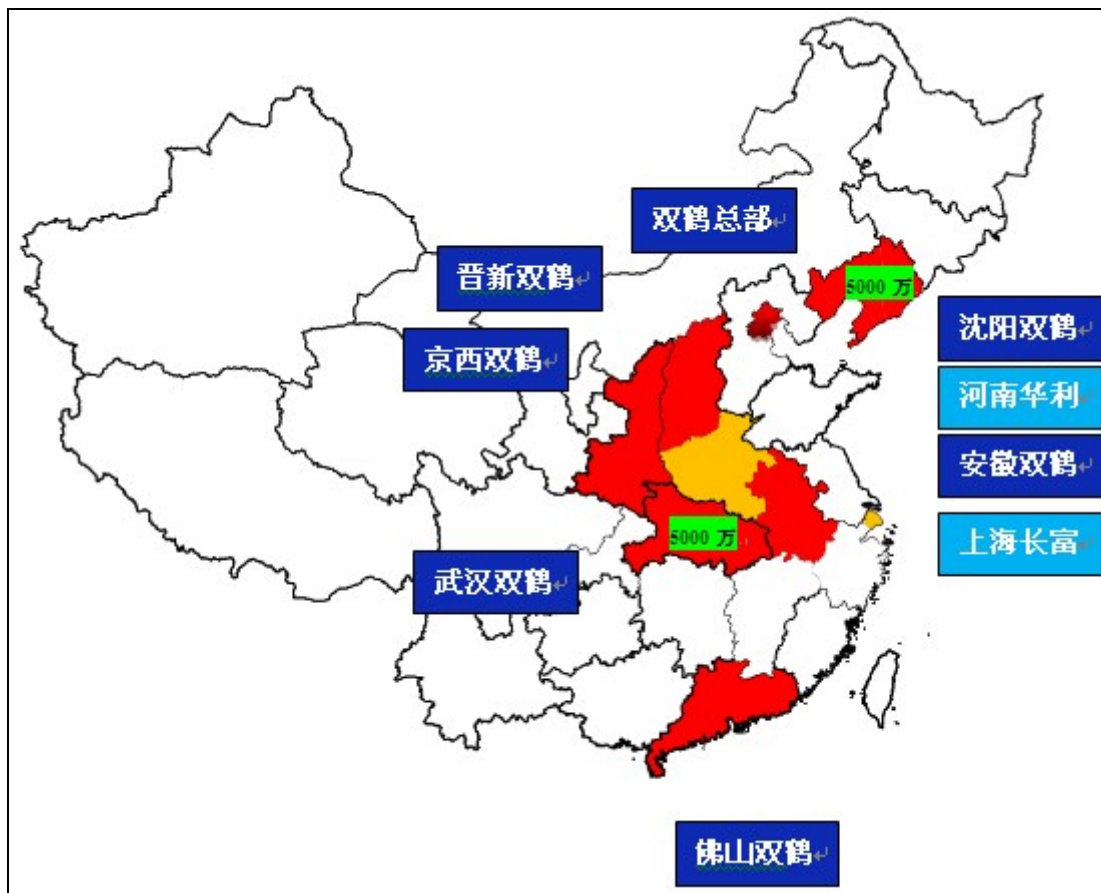 双鹤总部
晋新双鹤
5000 万
沈阳双鹤
京西双鹤
河南华利
安徽双鹤
5000 万
上海长富
武汉双鹤
佛山双鹤